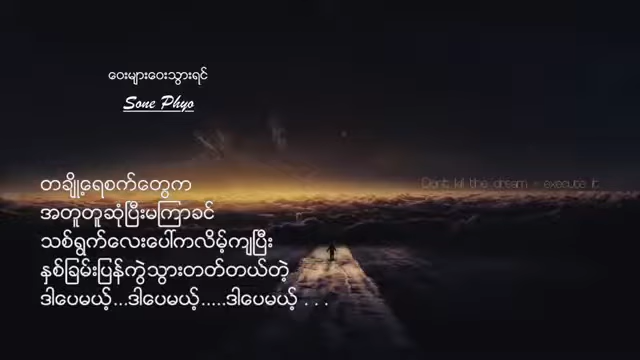 ဝေးများဝေးသွားရင်
Sone Phyo
တချို့ရေစက်တွေက
Don't kill the dream - execute it.
အတူတူဆုံပြီးမကြာခင်
သစ်ရွက်လေးပေါ်ကလိမ့်ကျပြီး
နှစ်ခြမ်းပြန်ကွဲသွားတတ်တယ်တဲ့
ဒါပေမယ့်...ဒါပေမယ့်.....ဒါပေမယ့် . . .